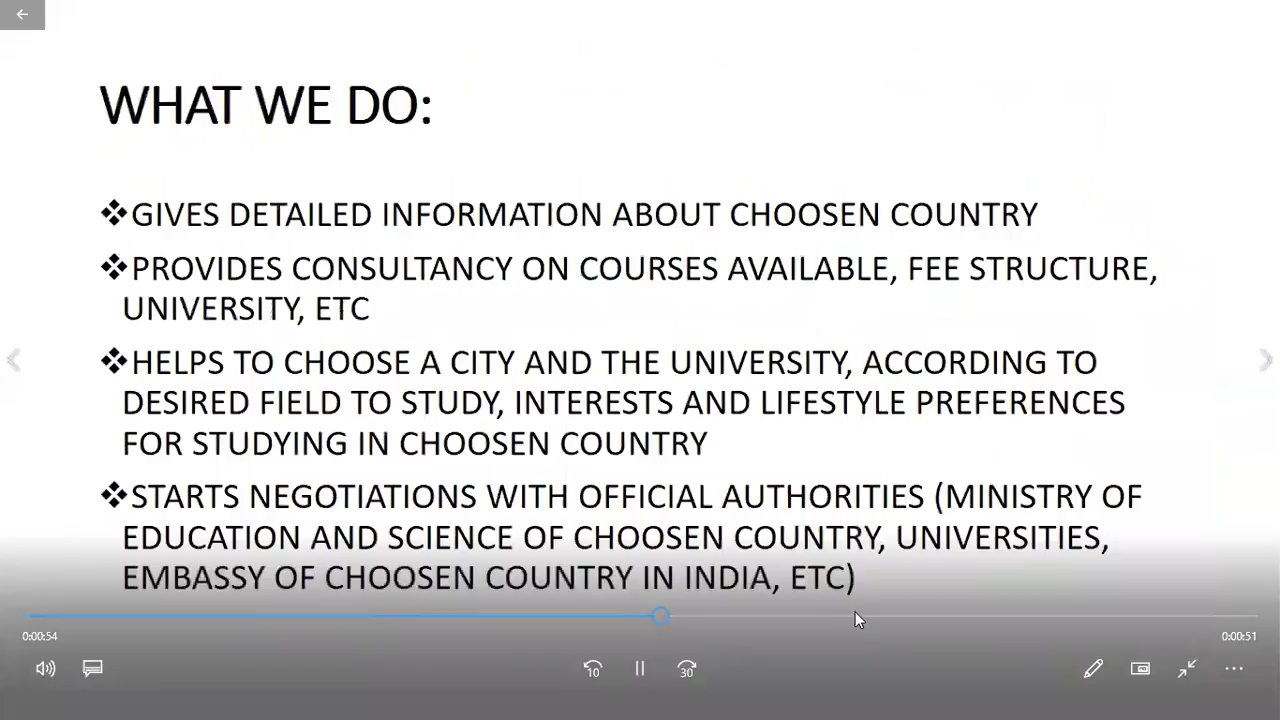 WHAT WE DO:
❖GIVES DETAILED INFORMATION ABOUT CHOOSEN COUNTRY
❖PROVIDES CONSULTANCY ON COURSES AVAILABLE, FEE STRUCTURE,
UNIVERSITY, ETC
❖HELPS TO CHOOSE A CITY AND THE UNIVERSITY, ACCORDING TO
DESIRED FIELD TO STUDY, INTERESTS AND LIFESTYLE PREFERENCES
FOR STUDYING IN CHOOSEN COUNTRY
❖STARTS NEGOTIATIONS WITH OFFICIAL AUTHORITIES (MINISTRY OF
EDUCATION AND SCIENCE OF CHOOSEN COUNTRY, UNIVERSITIES,
EMBASSY OF CHOOSEN COUNTRY IN INDIA, ETC)
0:00:54 0:00:51
10 30